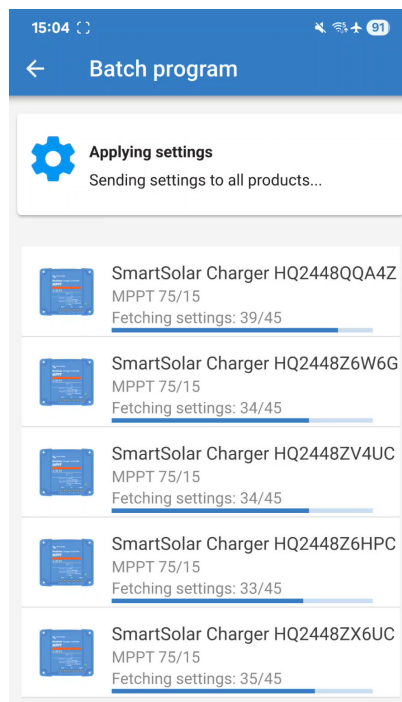 15:04
91
Batch program
Applying settings
Sending settings to all products...
SmartSolar Charger HQ2448QQA4Z
MPPT 75/15
Fetching settings: 39/45
SmartSolar Charger HQ2448Z6W6G
MPPT 75/15
Fetching settings: 34/45
SmartSolar Charger HQ2448ZV4UC
MPPT 75/15
Fetching settings: 34/45
SmartSolar Charger HQ2448Z6HPC
MPPT 75/15
Fetching settings: 33/45
SmartSolar Charger HQ2448ZX6UC
MPPT 75/15
Fetching settings: 35/45